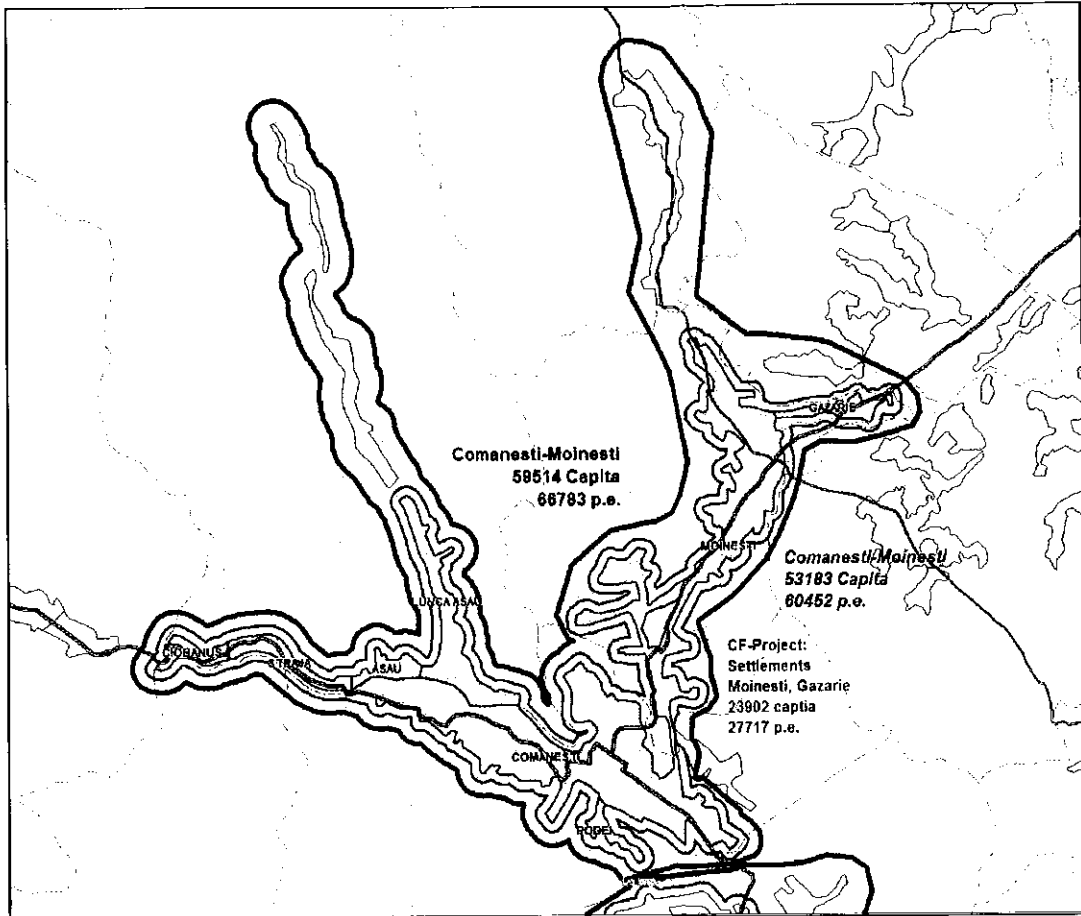 Comanesti-Moinesti
59514 Capita
66783 p.e.
GAZARIE
MOINESTI
Comanesti-Moinesti
53183 Capita
60452 p.e.
CF-Project:
Settlements
Moinesti, Gazarie
23902 captia
27717 p.e.
LUNCA ASAU
CIOBANUS
STRAJA
ASAU
COMANESTI
PODEI